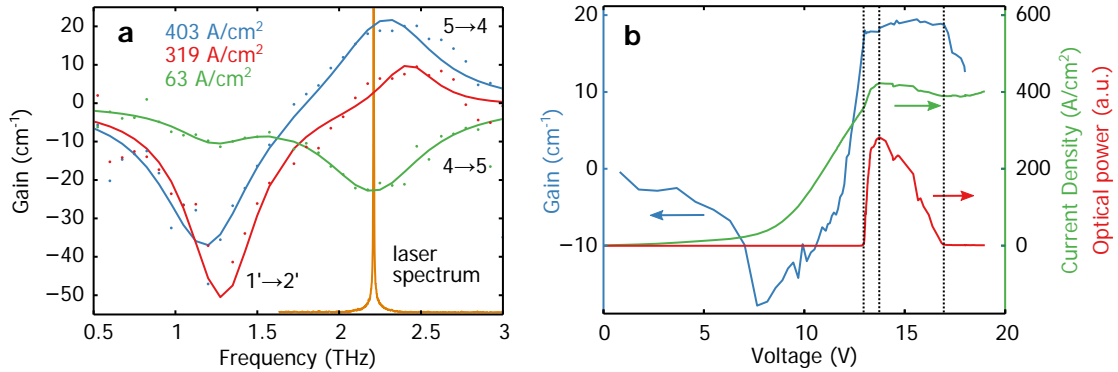 a
403 A/cm²
319 A/cm²
63 A/cm²
5→4
4→5
1'→2'
laser
spectrum
20
10
0
−10
−20
−30
−40
−50
Gain (cm⁻¹)
0.5
1
1.5
2
2.5
3
Frequency (THz)
b
20
10
0
−10
Gain (cm⁻¹)
600
400
200
0
Current Density (A/cm²)
Optical power (a.u.)
0
5
10
15
20
Voltage (V)